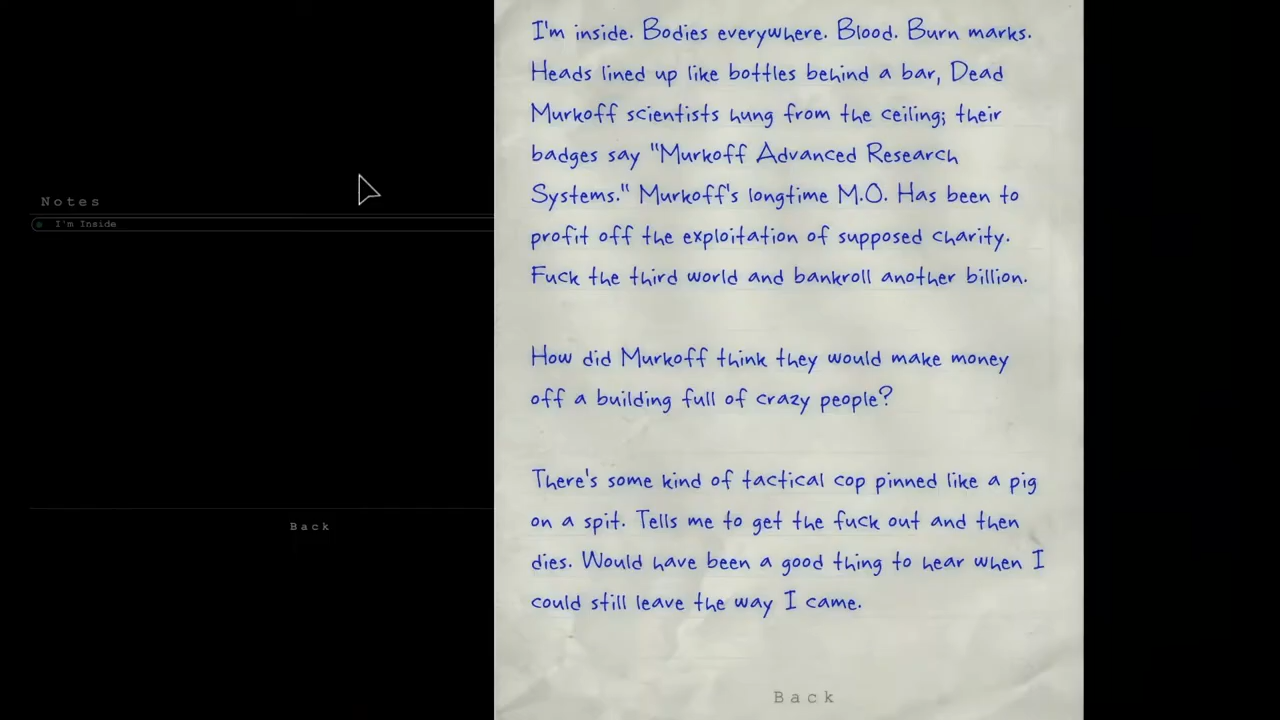 Notes
I'm Inside
Back
I'm inside. Bodies everywhere. Blood. Burn marks.
Heads lined up like bottles behind a bar, Dead
Murkoff scientists hung from the ceiling; their
badges say "Murkoff Advanced Research
Systems." Murkoff's longtime M.O. Has been to
profit off the exploitation of supposed charity.
Fuck the third world and bankroll another billion.
How did Murkoff think they would make money
off a building full of crazy people?
There's some kind of tactical cop pinned like a pig
on a spit. Tells me to get the fuck out and then
dies. Would have been a good thing to hear when I
could still leave the way I came.
Back